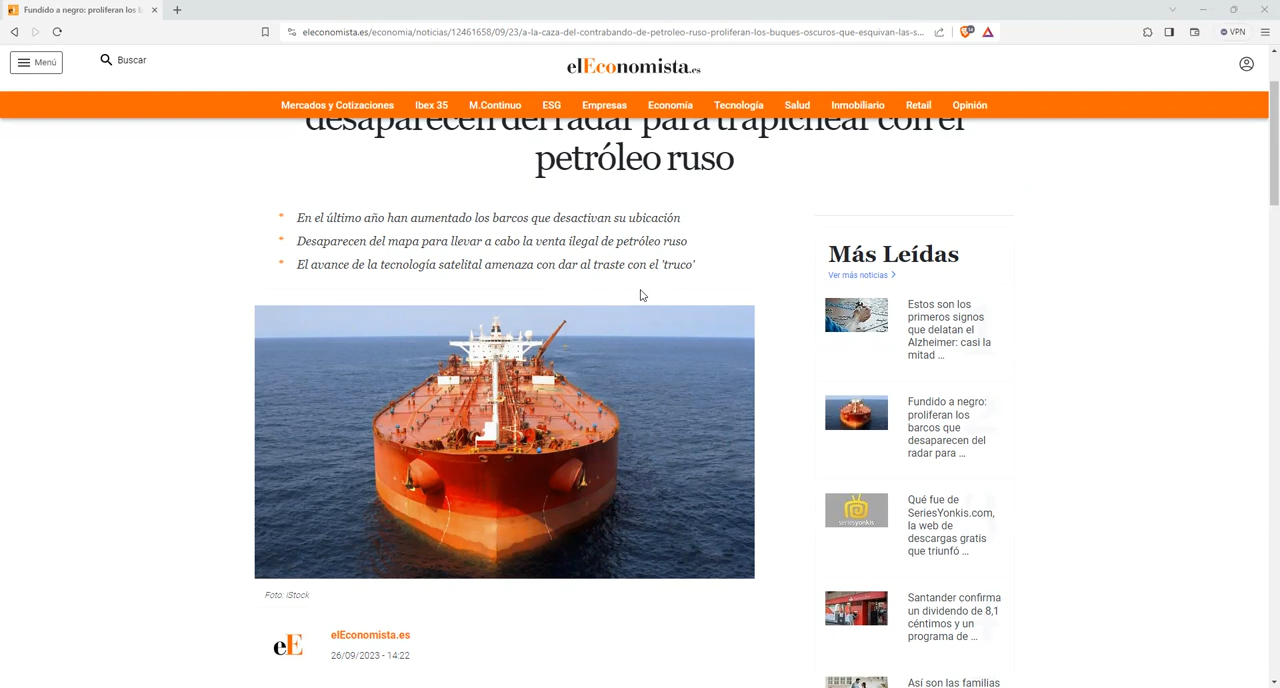 Fundido a negro: proliferan los b
eleconomista.es/economia/noticias/12461658/09/23/a-la-caza-del-contrabando-de-petroleo-ruso-proliferan-los-buques-oscuros-que-esquivan-las-s...
VPN
Menú
Buscar
elEconomista.es
Mercados y Cotizaciones Ibex 35 M.Continuo ESG Empresas Economía Tecnología Salud Inmobiliario Retail Opinión
desaparecen del radar para trapichear con el
petróleo ruso
* En el último año han aumentado los barcos que desactivan su ubicación
* Desaparecen del mapa para llevar a cabo la venta ilegal de petróleo ruso
* El avance de la tecnología satelital amenaza con dar al traste con el 'truco'
Foto: iStock
eE
elEconomista.es
26/09/2023 - 14:22
Más Leídas
Ver más noticias
Estos son los
primeros signos
que delatan el
Alzheimer: casi la
mitad ...
Fundido a negro:
proliferan los
barcos que
desaparecen del
radar para ...
seriesyonkis
Qué fue de
SeriesYonkis.com,
la web de
descargas gratis
que triunfó ...
Santander confirma
un dividendo de 8,1
céntimos y un
programa de ...
Así son las familias